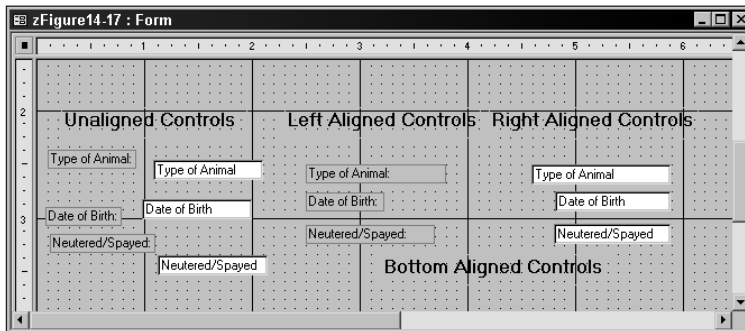 zFigure14-17 : Form
1 2 3 4 5 6
2
Unaligned Controls Left Aligned Controls Right Aligned Controls
Type of Animal: Type of Animal Type of Animal: Type of Animal
Date of Birth: Date of Birth Date of Birth: Date of Birth
3
Neutered/Spayed: Neutered/Spayed Neutered/Spayed: Neutered/Spayed
Bottom Aligned Controls